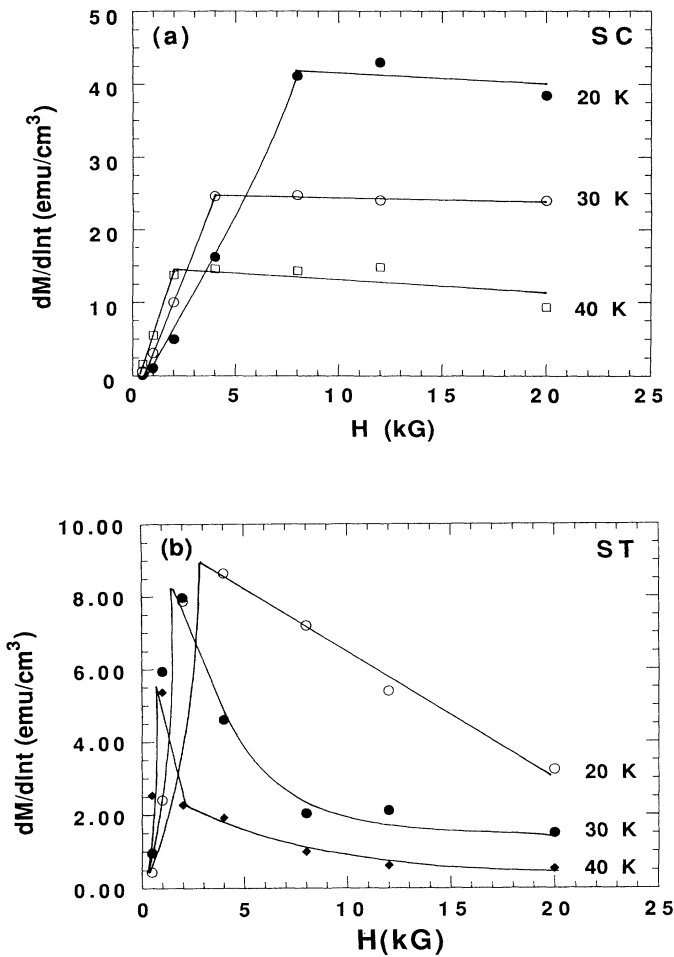 (a)
SC
50
40
30
20
10
0
dM/dlnt (emu/cm³)
20 K
30 K
40 K
0 5 10 15 20 25
H (kG)
(b)
ST
10.00
8.00
6.00
4.00
2.00
0.00
dM/dlnt (emu/cm³)
20 K
30 K
40 K
0 5 10 15 20 25
H(kG)